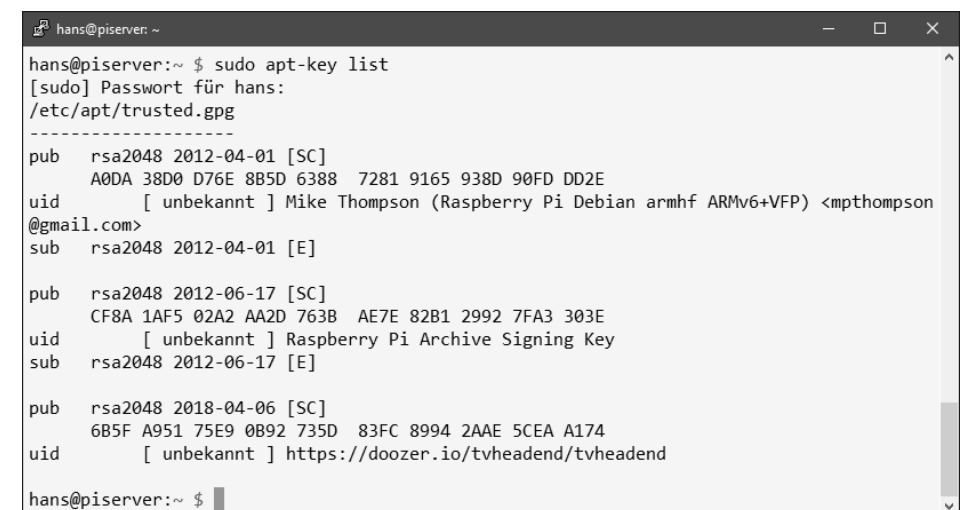 hans@piserver: ~
hans@piserver:~ $ sudo apt-key list
[sudo] Passwort für hans:
/etc/apt/trusted.gpg
--------------------
pub   rsa2048 2012-04-01 [SC]
      A0DA 38D0 D76E 8B5D 6388  7281 9165 938D 90FD DD2E
uid           [ unbekannt ] Mike Thompson (Raspberry Pi Debian armhf ARMv6+VFP) <mpthompson
@gmail.com>
sub   rsa2048 2012-04-01 [E]

pub   rsa2048 2012-06-17 [SC]
      CF8A 1AF5 02A2 AA2D 763B  AE7E 82B1 2992 7FA3 303E
uid           [ unbekannt ] Raspberry Pi Archive Signing Key
sub   rsa2048 2012-06-17 [E]

pub   rsa2048 2018-04-06 [SC]
      6B5F A951 75E9 0B92 735D  83FC 8994 2AAE 5CEA A174
uid           [ unbekannt ] https://doozer.io/tvheadend/tvheadend

hans@piserver:~ $